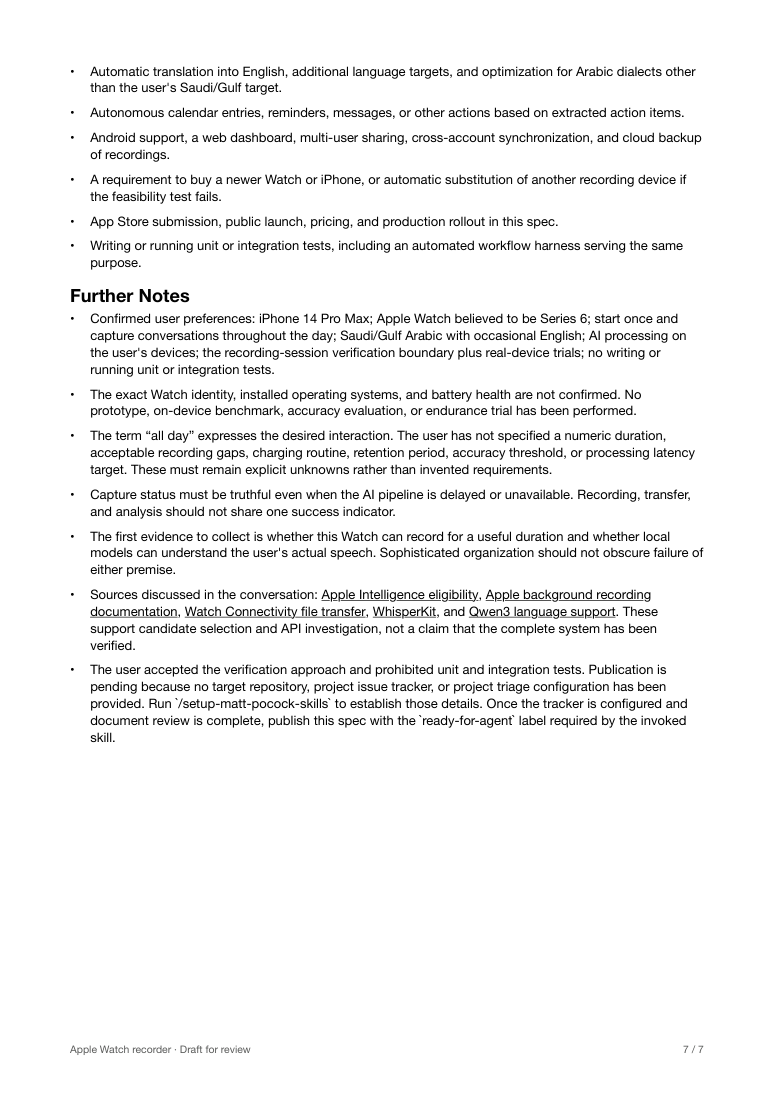 • Automatic translation into English, additional language targets, and optimization for Arabic dialects other
than the user's Saudi/Gulf target.
• Autonomous calendar entries, reminders, messages, or other actions based on extracted action items.
• Android support, a web dashboard, multi-user sharing, cross-account synchronization, and cloud backup
of recordings.
• A requirement to buy a newer Watch or iPhone, or automatic substitution of another recording device if
the feasibility test fails.
• App Store submission, public launch, pricing, and production rollout in this spec.
• Writing or running unit or integration tests, including an automated workflow harness serving the same
purpose.
Further Notes
• Confirmed user preferences: iPhone 14 Pro Max; Apple Watch believed to be Series 6; start once and
capture conversations throughout the day; Saudi/Gulf Arabic with occasional English; AI processing on
the user's devices; the recording-session verification boundary plus real-device trials; no writing or
running unit or integration tests.
• The exact Watch identity, installed operating systems, and battery health are not confirmed. No
prototype, on-device benchmark, accuracy evaluation, or endurance trial has been performed.
• The term “all day” expresses the desired interaction. The user has not specified a numeric duration,
acceptable recording gaps, charging routine, retention period, accuracy threshold, or processing latency
target. These must remain explicit unknowns rather than invented requirements.
• Capture status must be truthful even when the AI pipeline is delayed or unavailable. Recording, transfer,
and analysis should not share one success indicator.
• The first evidence to collect is whether this Watch can record for a useful duration and whether local
models can understand the user's actual speech. Sophisticated organization should not obscure failure of
either premise.
• Sources discussed in the conversation: Apple Intelligence eligibility, Apple background recording
documentation, Watch Connectivity file transfer, WhisperKit, and Qwen3 language support. These
support candidate selection and API investigation, not a claim that the complete system has been
verified.
• The user accepted the verification approach and prohibited unit and integration tests. Publication is
pending because no target repository, project issue tracker, or project triage configuration has been
provided. Run `/setup-matt-pocock-skills` to establish those details. Once the tracker is configured and
document review is complete, publish this spec with the `ready-for-agent` label required by the invoked
skill.
Apple Watch recorder · Draft for review
7 / 7